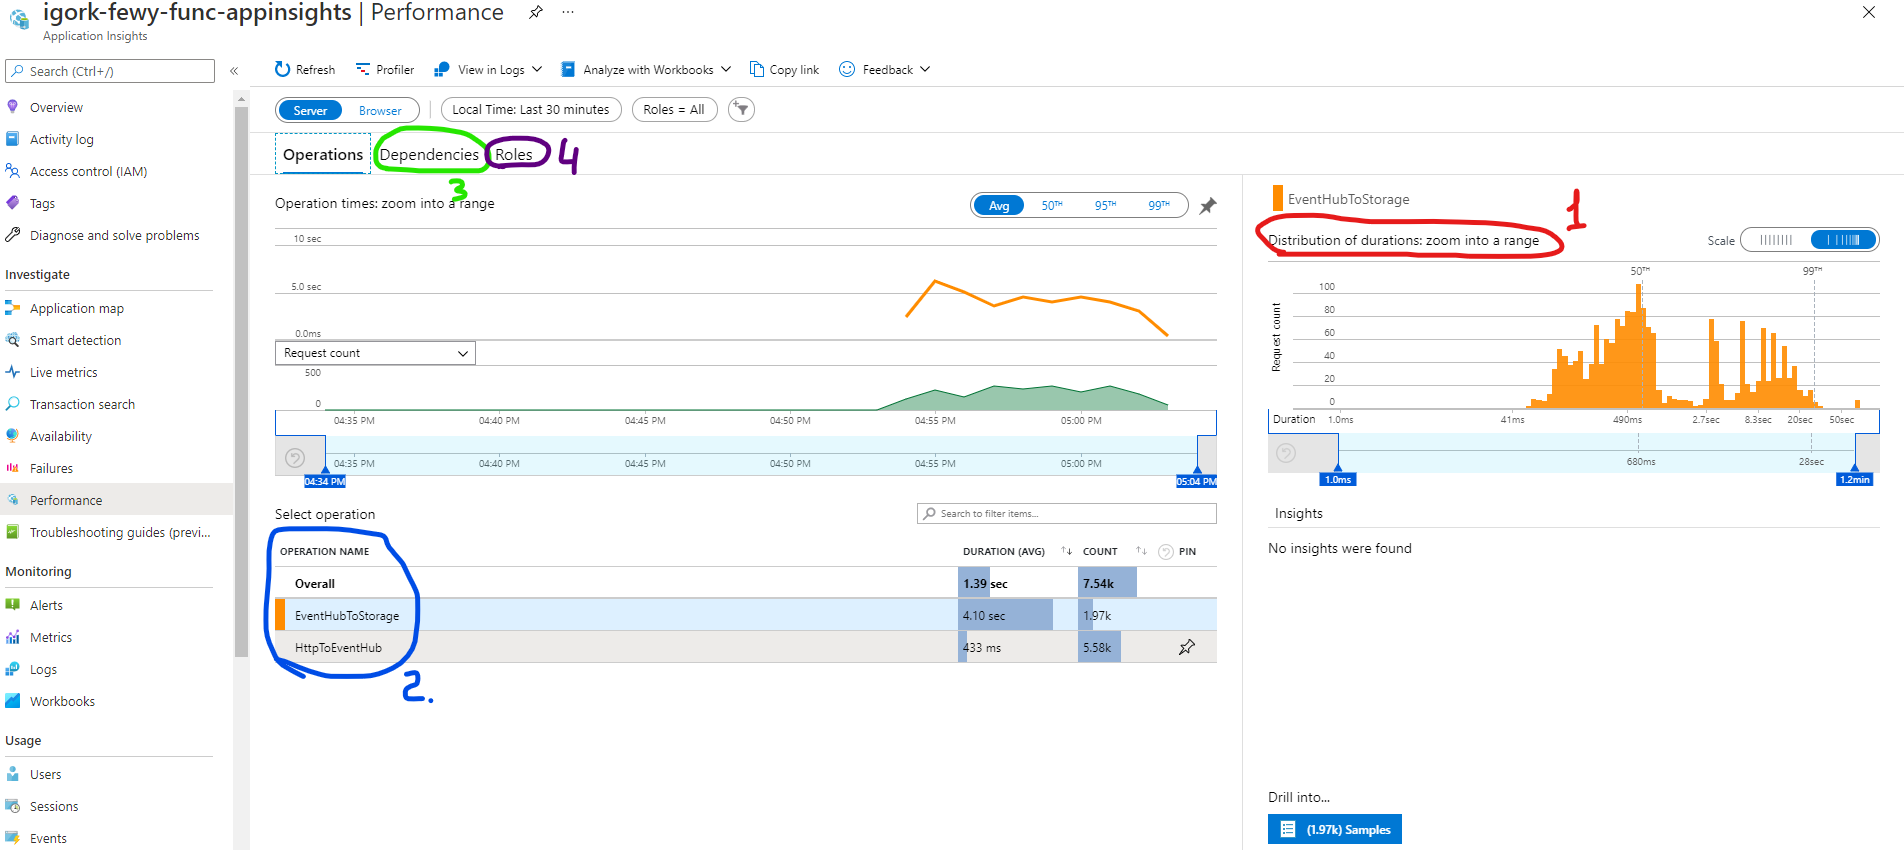 igork-fewy-func-appinsights | Performance
Application Insights
Search (Ctrl+/)
Overview
Activity log
Access control (IAM)
Tags
Diagnose and solve problems
Investigate
Application map
Smart detection
Live metrics
Transaction search
Availability
Failures
Performance
Troubleshooting guides (previ...
Monitoring
Alerts
Metrics
Logs
Workbooks
Usage
Users
Sessions
Events
Refresh Profiler View in Logs Analyze with Workbooks Copy link Feedback
Server Browser Local Time: Last 30 minutes Roles = All
Operations Dependencies Roles 4
3
Operation times: zoom into a range
Avg 50TH 95TH 99TH
10 sec
5.0 sec
0.0ms
Request count
500
0
04:35 PM 04:40 PM 04:45 PM 04:50 PM 04:55 PM 05:00 PM
04:35 PM 04:40 PM 04:45 PM 04:50 PM 04:55 PM 05:00 PM
04:34 PM 05:04 PM
Select operation
Search to filter items...
OPERATION NAME DURATION (AVG) COUNT PIN
Overall 1.39 sec 7.54k
EventHubToStorage 4.10 sec 1.97k
HttpToEventHub 433 ms 5.58k
2.
EventHubToStorage
1
Distribution of durations: zoom into a range
Scale
50TH 99TH
Request count
100
80
60
40
20
0
Duration 1.0ms 41ms 490ms 2.7sec 8.3sec 20sec 50sec
680ms 28sec
1.0ms 1.2min
Insights
No insights were found
Drill into...
(1.97k) Samples